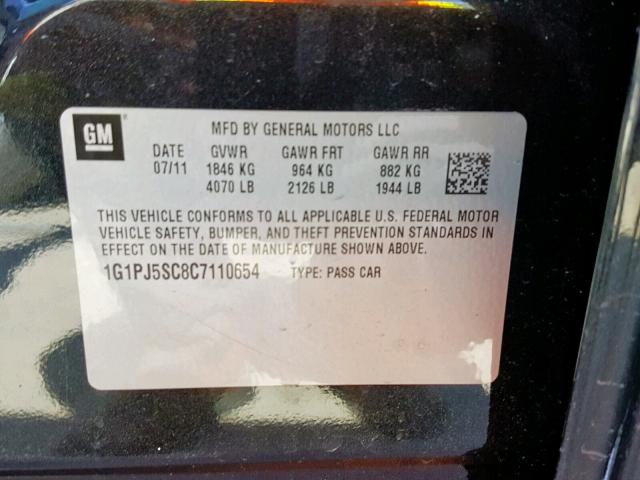 GM
MFD BY GENERAL MOTORS LLC
DATE GVWR GAWR FRT GAWR RR
07/11 1846 KG 964 KG 882 KG
4070 LB 2126 LB 1944 LB
THIS VEHICLE CONFORMS TO ALL APPLICABLE U.S. FEDERAL MOTOR
VEHICLE SAFETY, BUMPER, AND THEFT PREVENTION STANDARDS IN
EFFECT ON THE DATE OF MANUFACTURE SHOWN ABOVE.
1G1PJ5SC8C7110654 TYPE: PASS CAR